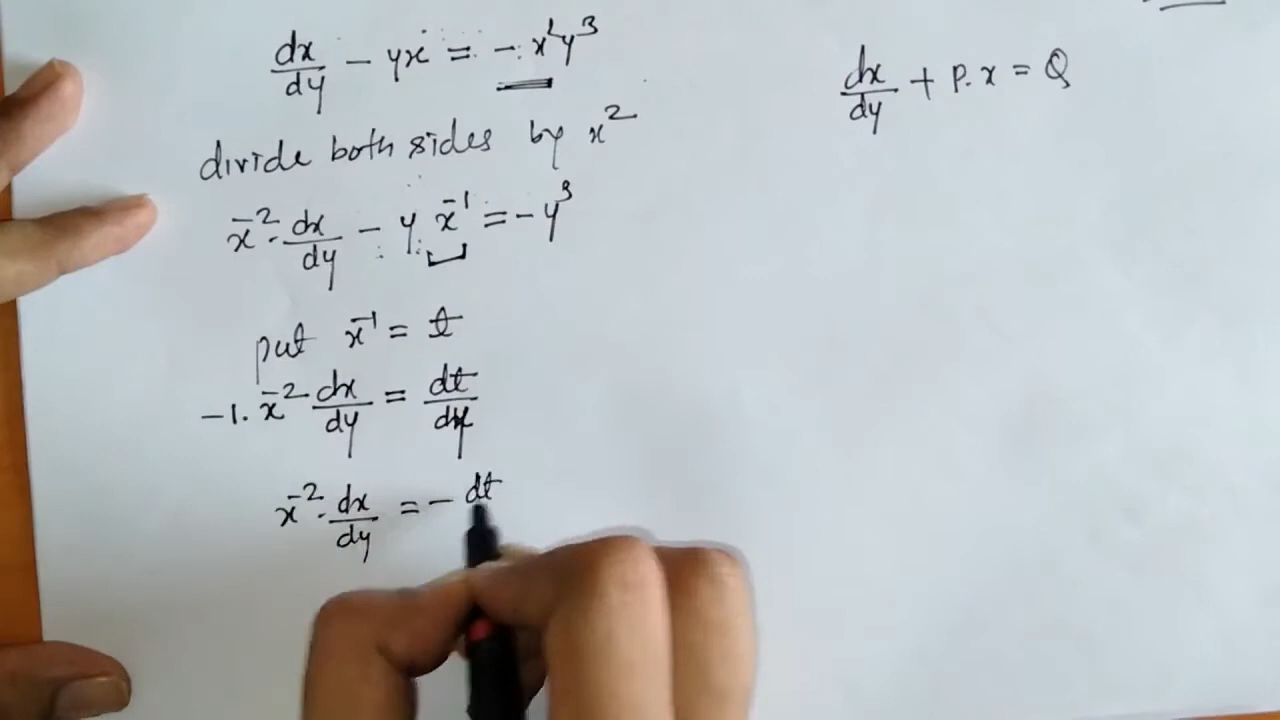 dx/dy - yx = - x²y³
dx/dy + P.x = Q
divide both sides by x²
x⁻² . dx/dy - y x⁻¹ = - y³
put x⁻¹ = t
-1. x⁻² dx/dy = dt/dy
x⁻² . dx/dy = - dt